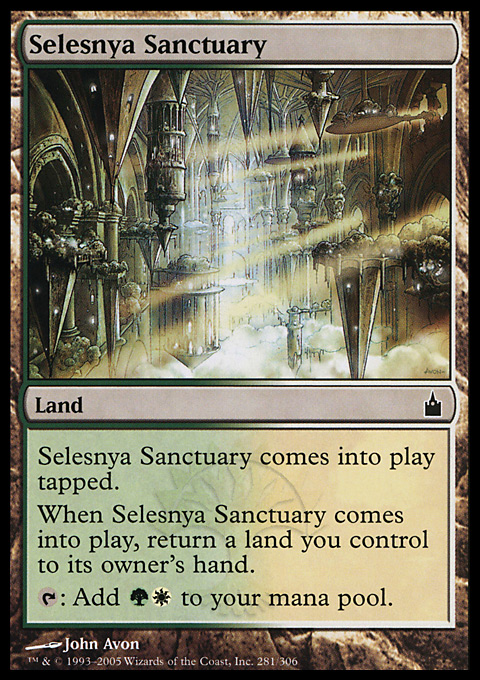 Selesnya Sanctuary
AVON
Land
Selesnya Sanctuary comes into play
tapped.
When Selesnya Sanctuary comes
into play, return a land you control
to its owner's hand.
: Add to your mana pool.
John Avon
™ & © 1993–2005 Wizards of the Coast, Inc. 281/306